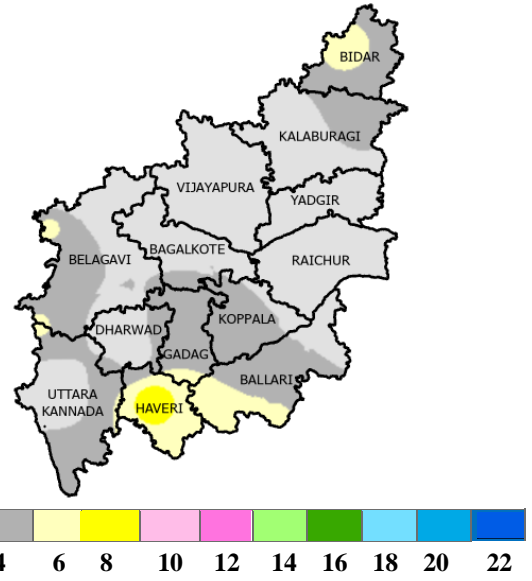 BIDAR
KALABURAGI
VIJAYAPURA
YADGIR
BAGALKOTE
BELAGAVI
RAICHUR
KOPPALA
DHARWAD
GADAG
BALLARI
UTTARA
KANNADA
HAVERI
4 6 8 10 12 14 16 18 20 22